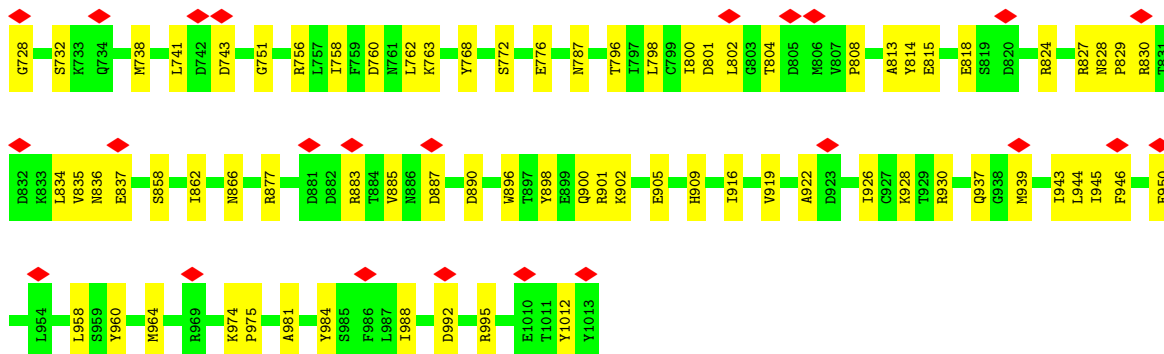 G728 S732 K733 Q734 M738 L741 D742 D743 G751 R756 L757 I758 F759 D760 N761 L762 K763 Y768 S772 E776 N787 T796 I797 L798 C799 I800 D801 L802 G803 T804 D805 M806 V807 P808 A813 Y814 E815 E818 S819 D820 R824 R827 N828 P829 R830 T831
D832 K833 L834 V835 N836 E837 S858 I862 N866 R877 D881 D882 R883 T884 V885 N886 D887 D890 W896 T897 Y898 E899 Q900 R901 K902 E905 H909 I916 V919 A922 D923 I926 C927 K928 T929 R930 Q937 G938 M939 I943 L944 I945 F946
L954 L958 S959 Y960 M964 R969 K974 P975 A981 Y984 S985 F986 L987 I988 D992 R995 E1010 T1011 Y1012 Y1013